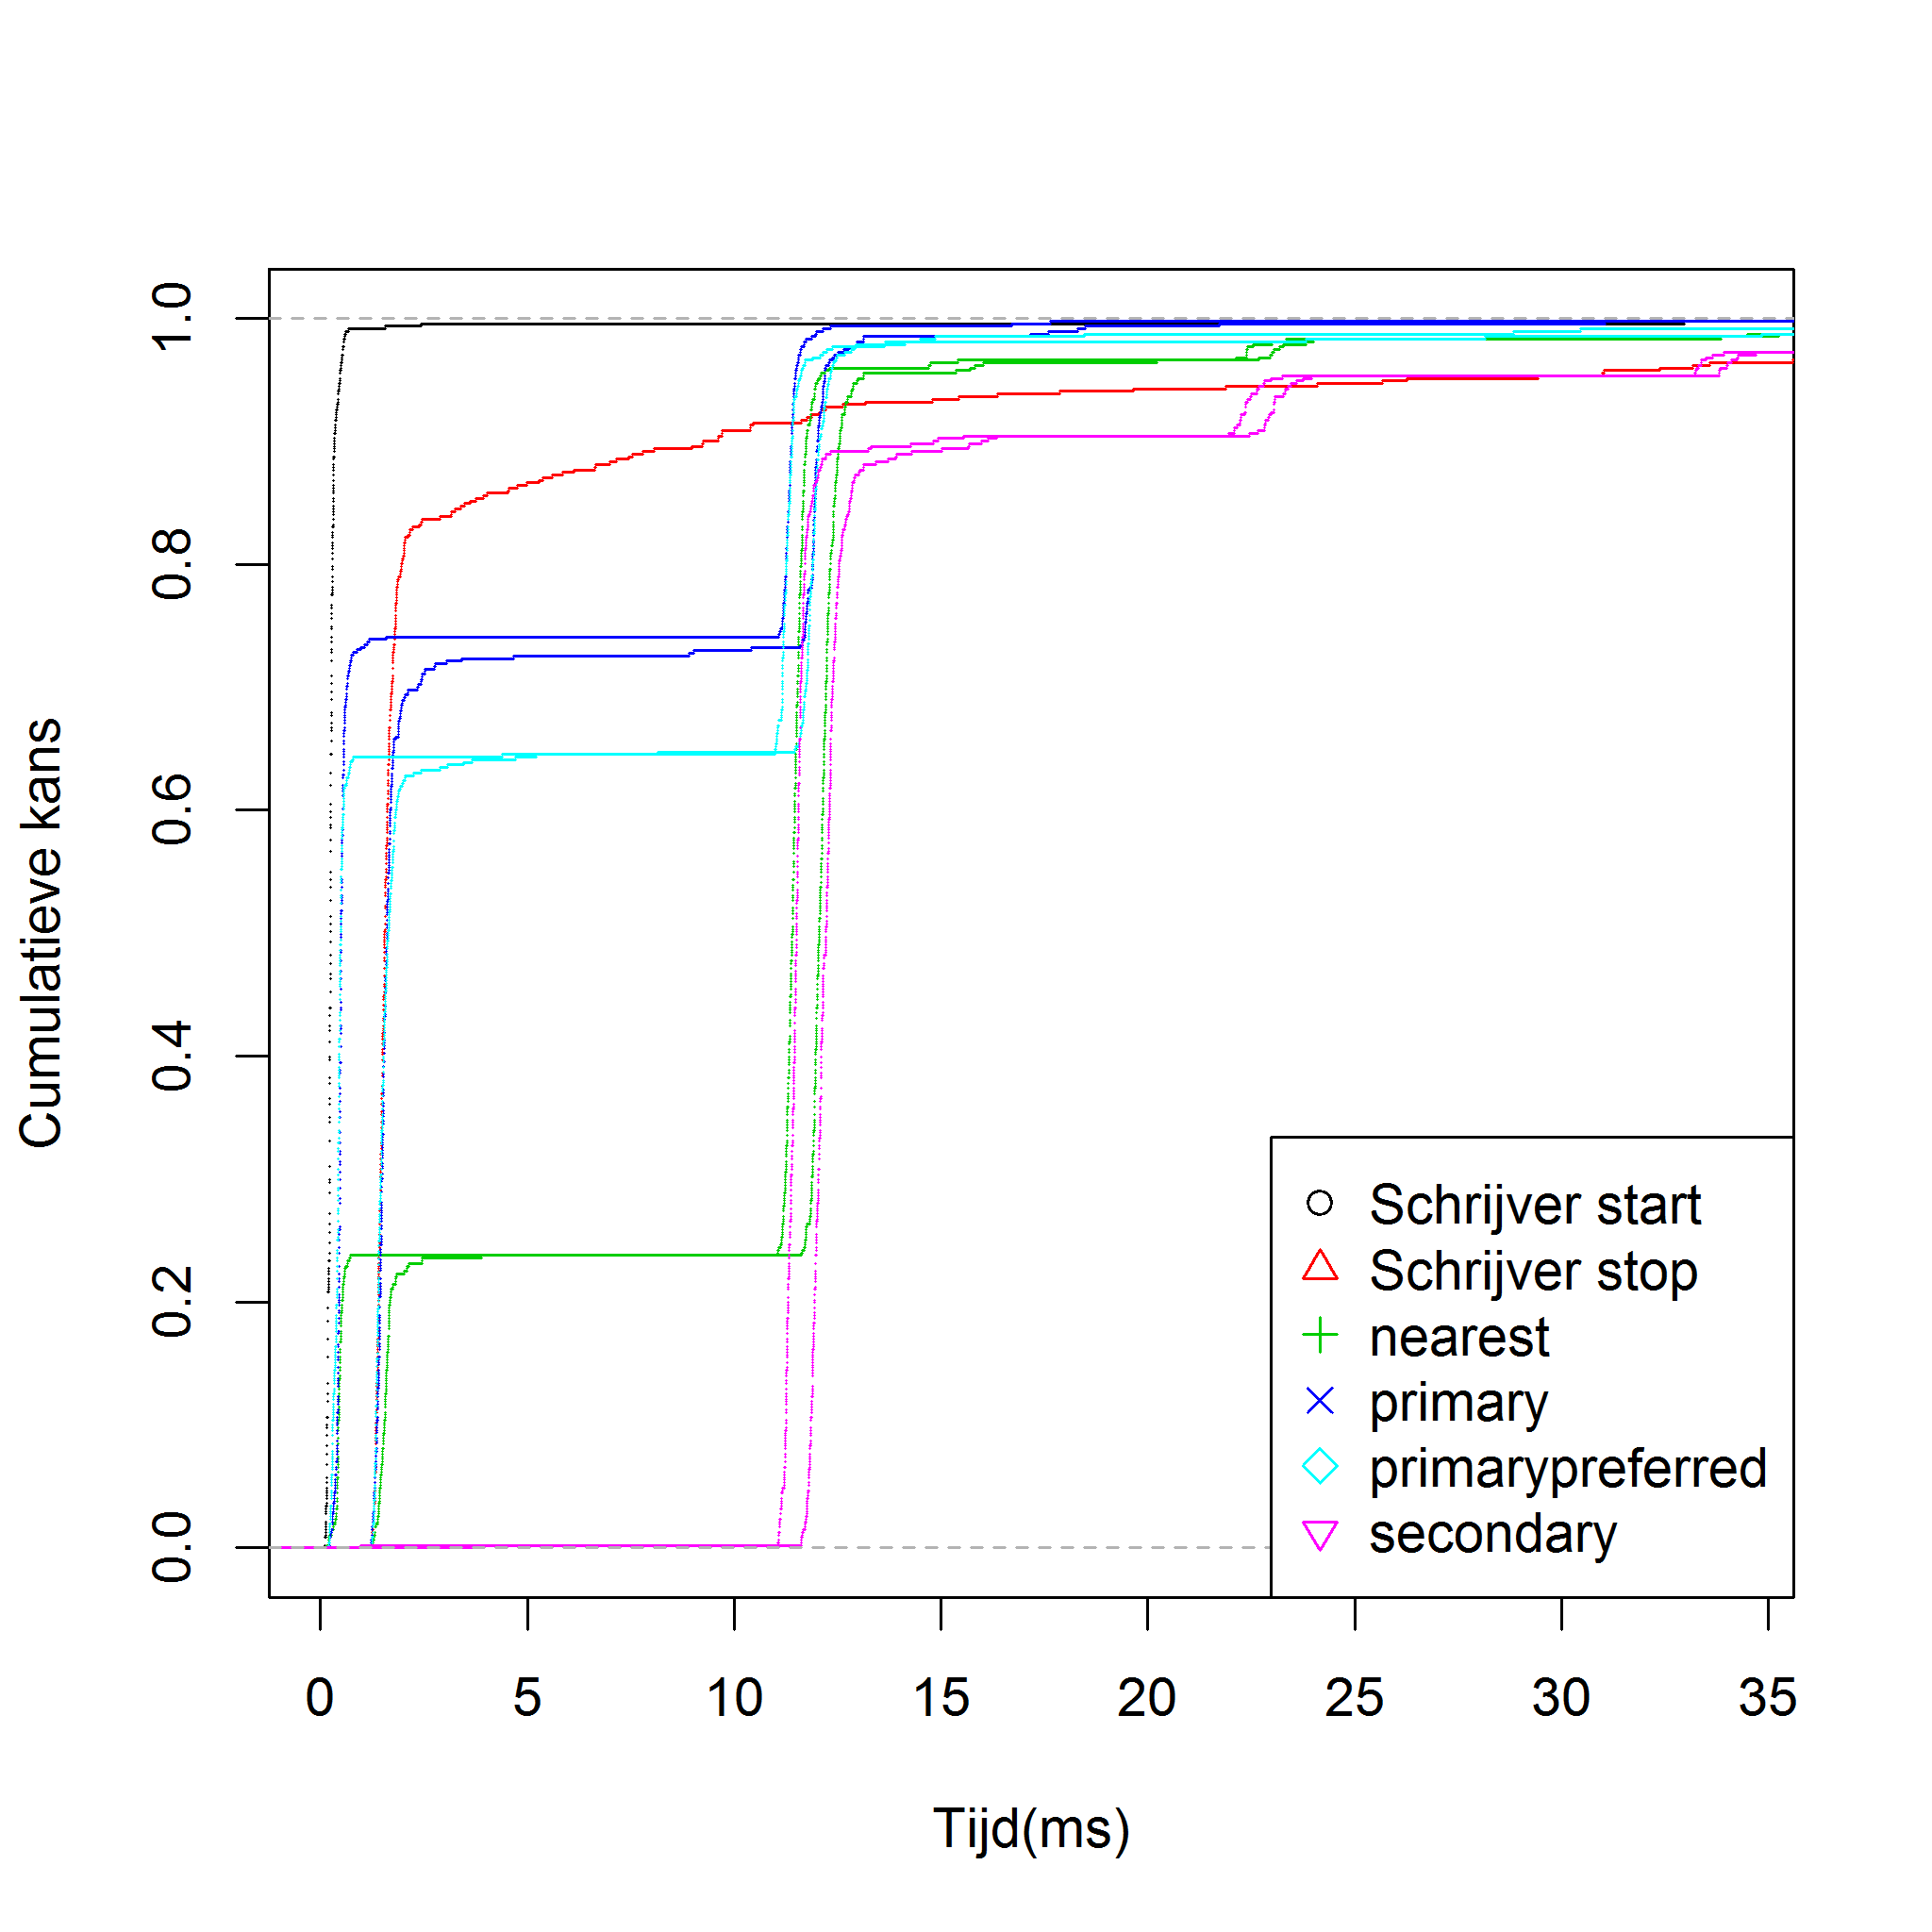 Cumulatieve kans
1.0
0.8
0.6
0.4
0.2
0.0
0 5 10 15 20 25 30 35
Tijd(ms)
Schrijver start
Schrijver stop
nearest
primary
primarypreferred
secondary